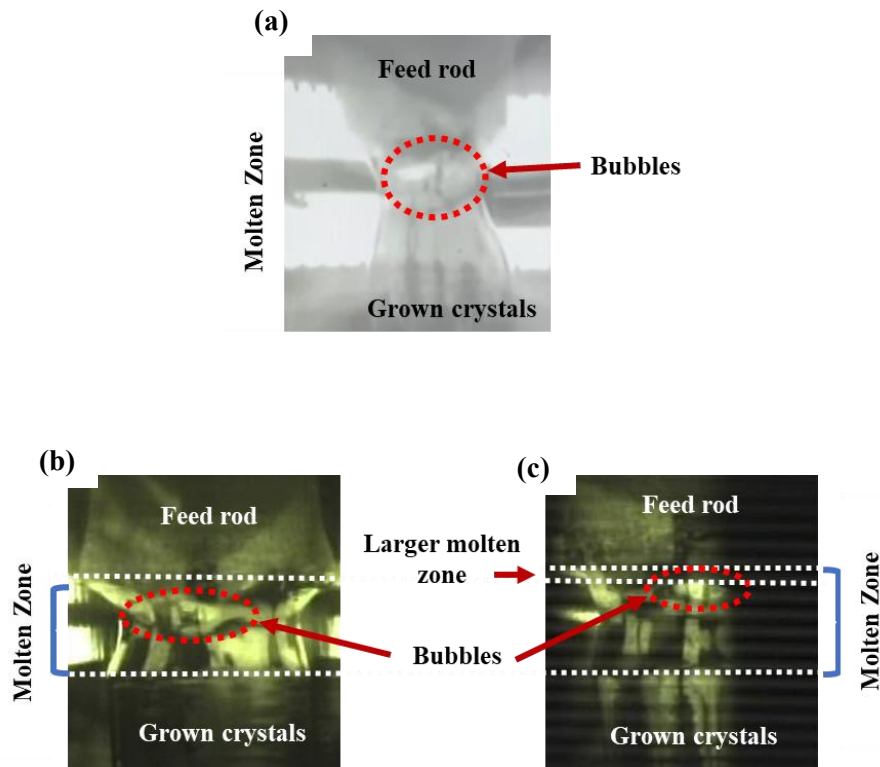 (a)
Feed rod
Molten Zone
Bubbles
Grown crystals
(b)
(c)
Feed rod
Feed rod
Larger molten
zone
Molten Zone
Molten Zone
Bubbles
Grown crystals
Grown crystals